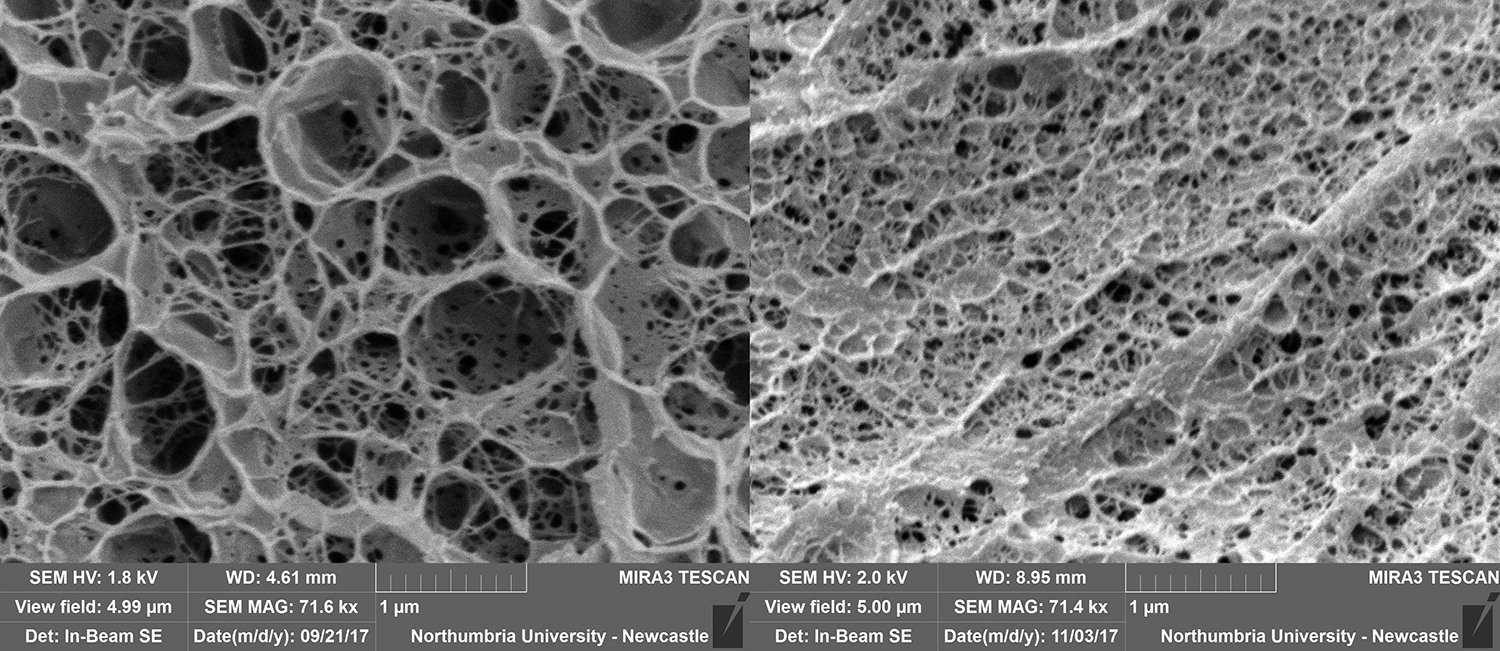 SEM HV: 1.8 kV WD: 4.61 mm MIRA3 TESCAN
View field: 4.99 µm SEM MAG: 71.6 kx 1 µm
Det: In-Beam SE Date(m/d/y): 09/21/17 Northumbria University - Newcastle
SEM HV: 2.0 kV WD: 8.95 mm MIRA3 TESCAN
View field: 5.00 µm SEM MAG: 71.4 kx 1 µm
Det: In-Beam SE Date(m/d/y): 11/03/17 Northumbria University - Newcastle